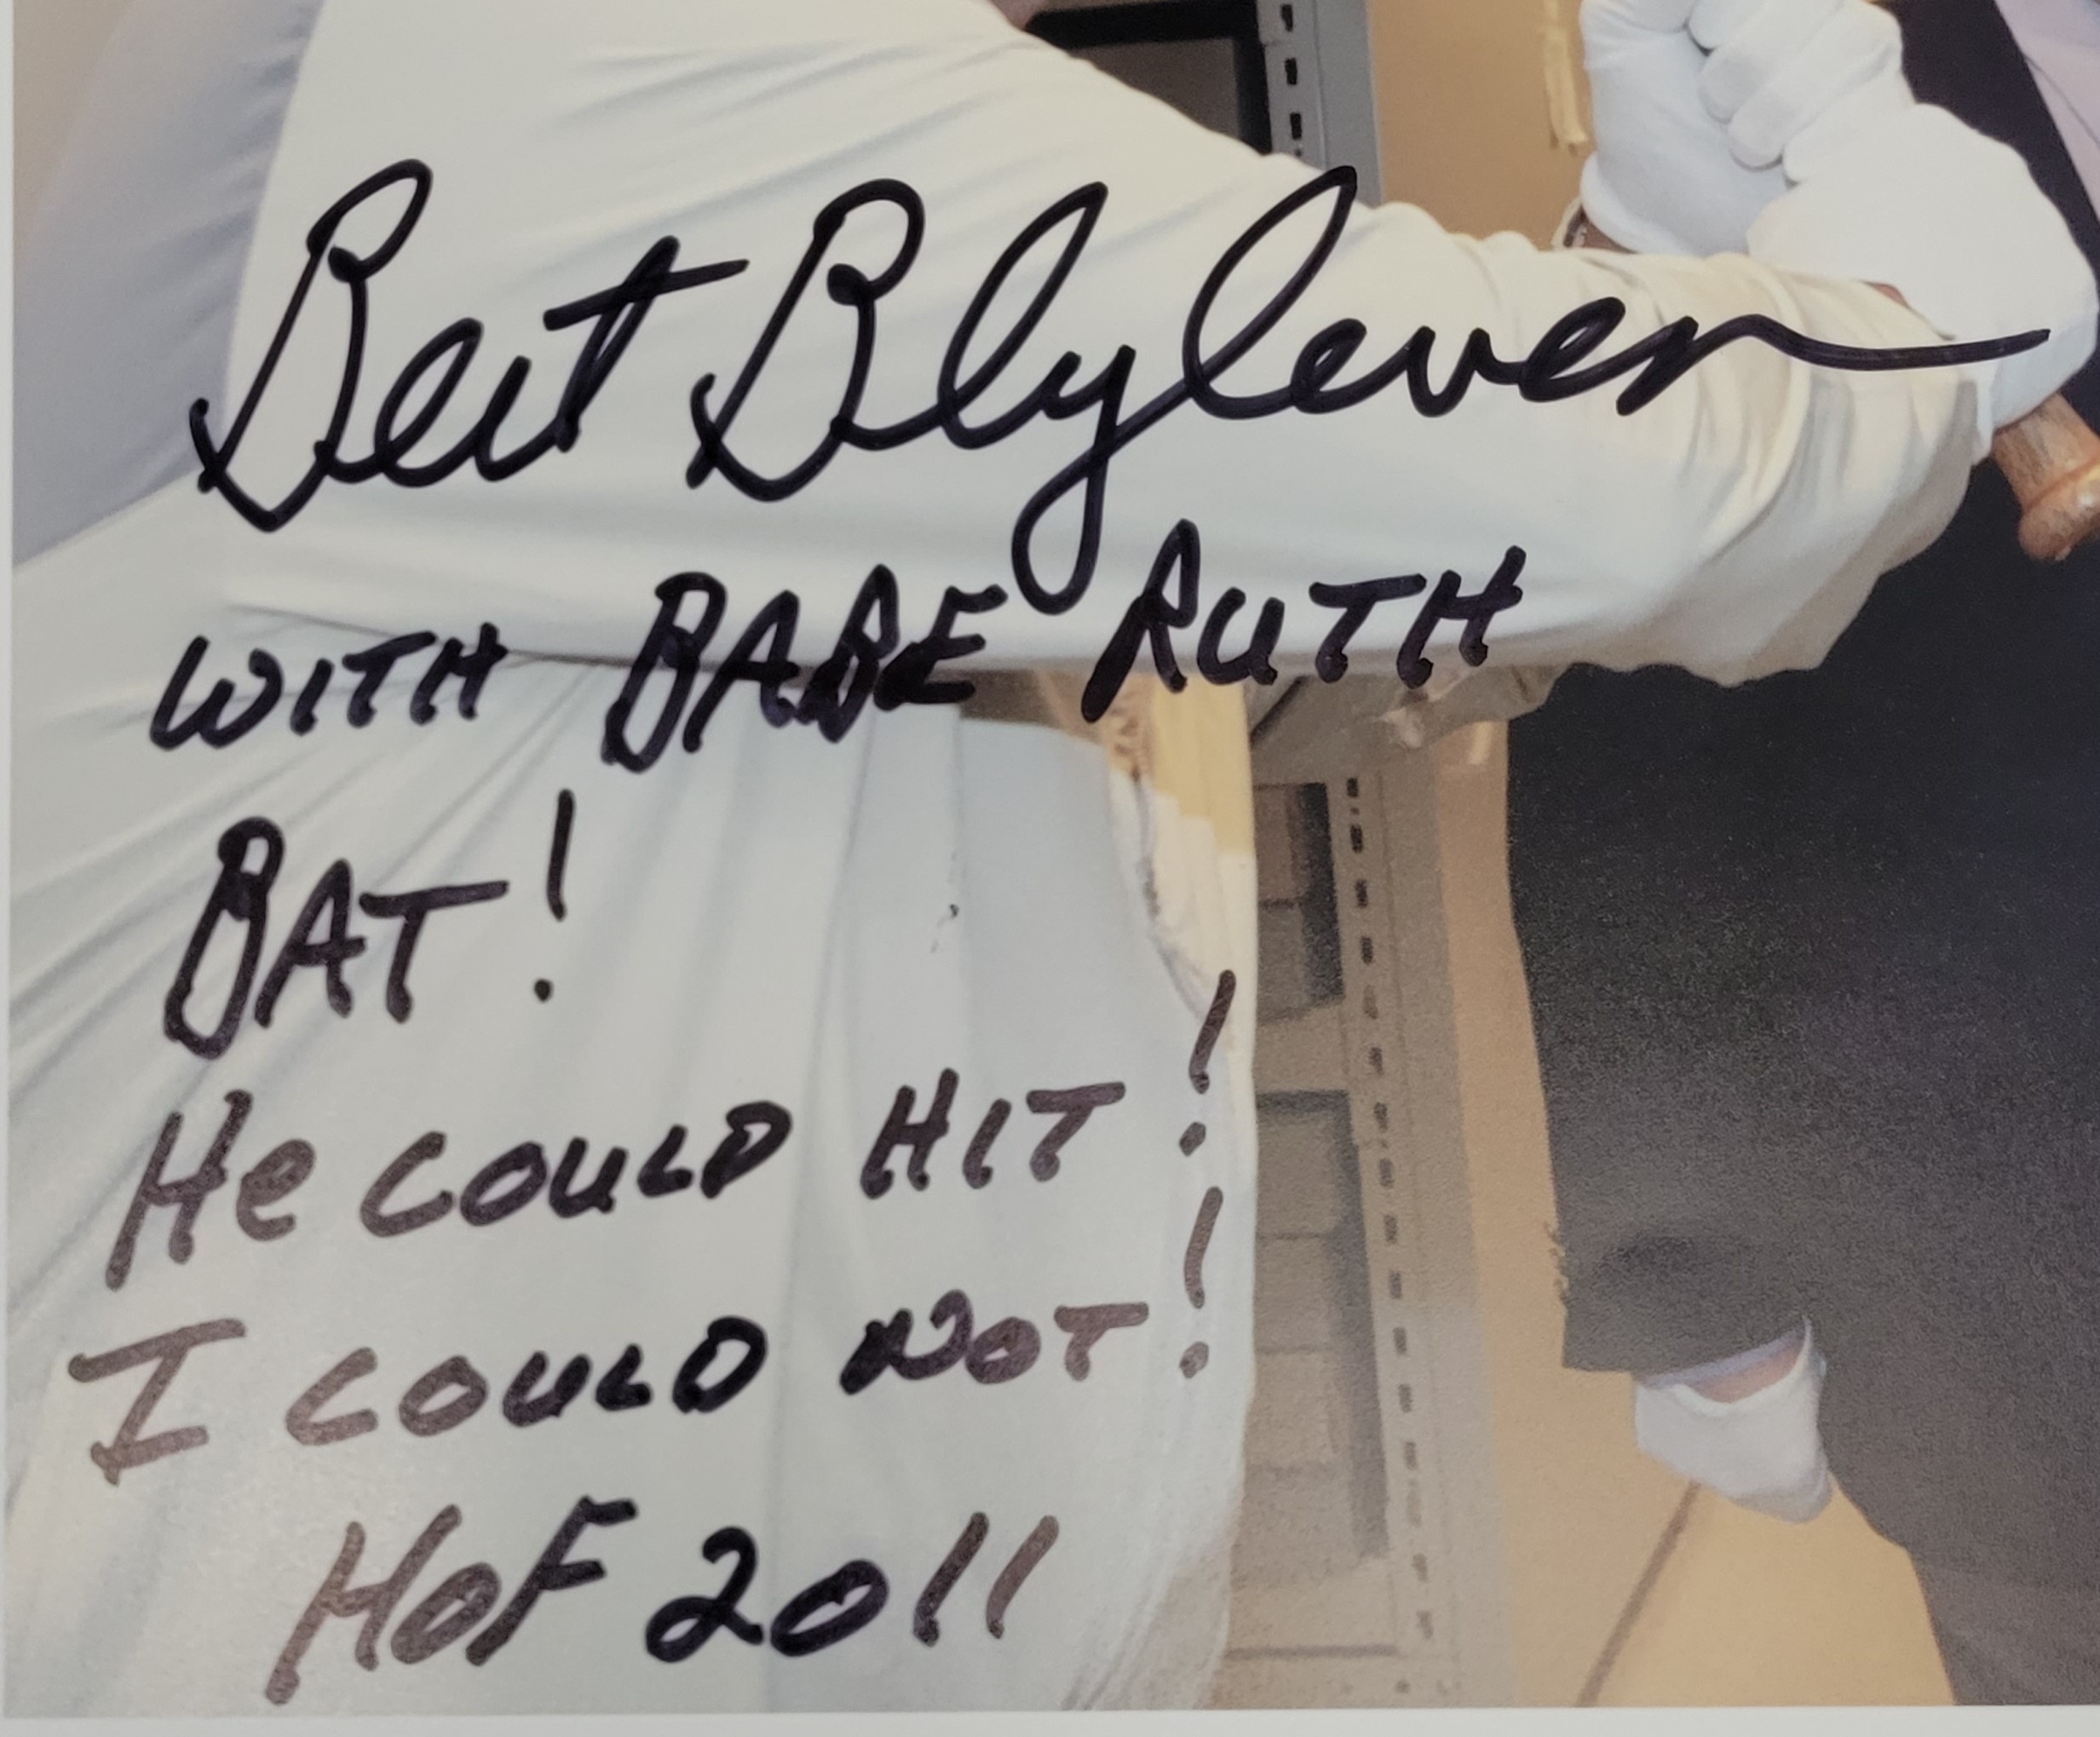 Bert Blyleven
WITH BABE RUTH
BAT!
He COULD HIT!
I COULD NOT!
HOF 2011